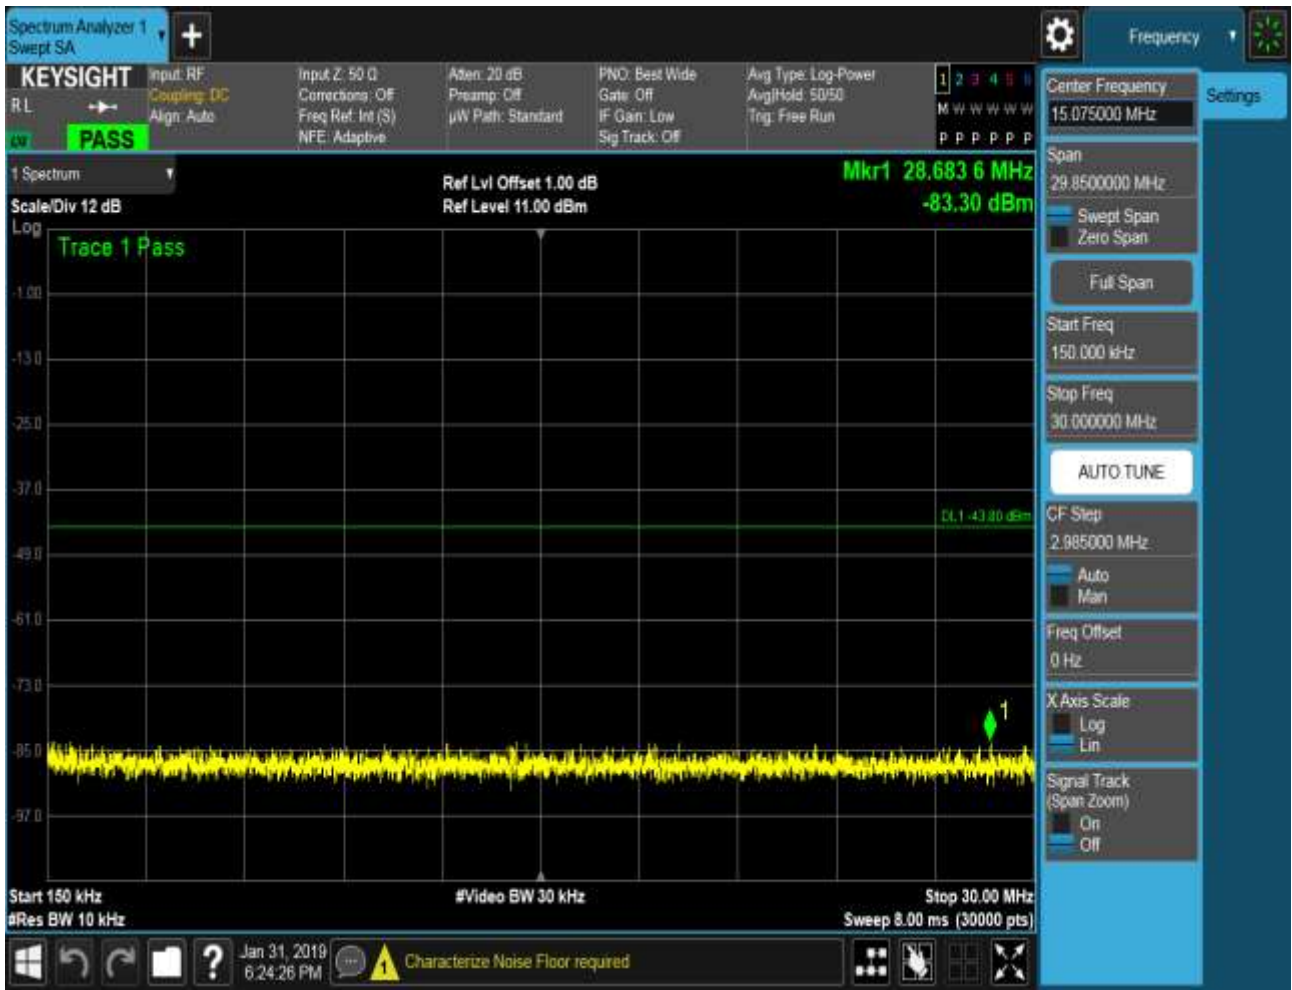 Spectrum Analyzer 1
Swept SA
Frequency
KEYSIGHT
R L
PASS
Input: RF
Coupling: DC
Align: Auto
Input Z: 50 Ω
Corrections: Off
Freq Ref: Int (S)
NFE: Adaptive
Atten: 20 dB
Preamp: Off
µW Path: Standard
PNO: Best Wide
Gate: Off
IF Gain: Low
Sig Track: Off
Avg Type: Log-Power
Avg|Hold: 50/50
Trig: Free Run
1 2 3 4 5 6
M W W W W W
P P P P P P
1 Spectrum
Scale/Div 12 dB
Ref Lvl Offset 1.00 dB
Ref Level 11.00 dBm
Mkr1 28.683 6 MHz
-83.30 dBm
Log
Trace 1 Pass
-1.00
-13.0
-25.0
-37.0
DL1 -43.80 dBm
-49.0
-61.0
-73.0
1
-85.0
-97.0
Start 150 kHz
#Video BW 30 kHz
Stop 30.00 MHz
#Res BW 10 kHz
Sweep 8.00 ms (30000 pts)
Center Frequency
15.075000 MHz
Settings
Span
29.8500000 MHz
Swept Span
Zero Span
Full Span
Start Freq
150.000 kHz
Stop Freq
30.000000 MHz
AUTO TUNE
CF Step
2.985000 MHz
Auto
Man
Freq Offset
0 Hz
X Axis Scale
Log
Lin
Signal Track
(Span Zoom)
On
Off
?
Jan 31, 2019
6:24:26 PM
1
Characterize Noise Floor required